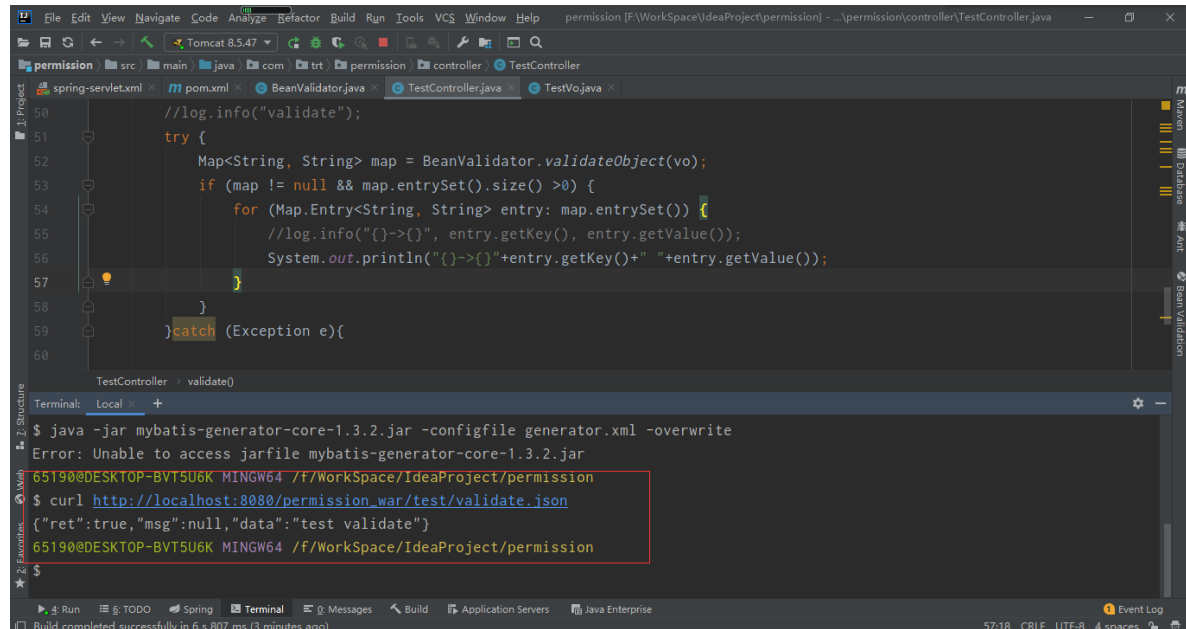 File Edit View Navigate Code Analyze Refactor Build Run Tools VCS Window Help permission [F:\WorkSpace\IdeaProject\permission] - ...\permission\controller\TestController.java
Tomcat 8.5.47
permission src main java com trt permission controller TestController
spring-servlet.xml pom.xml BeanValidator.java TestController.java TestVo.java
1: Project
Maven
Database
Ant
Bean Validation
50 //log.info("validate");
51 try {
52 Map<String, String> map = BeanValidator.validateObject(vo);
53 if (map != null && map.entrySet().size() >0) {
54 for (Map.Entry<String, String> entry: map.entrySet()) {
55 //log.info("{}->{}", entry.getKey(), entry.getValue());
56 System.out.println("{}->{}"+entry.getKey()+" "+entry.getValue());
57 }
58 }
59 }catch (Exception e){
60
TestController validate()
Z: Structure
Web
2: Favorites
Terminal: Local +
$ java -jar mybatis-generator-core-1.3.2.jar -configfile generator.xml -overwrite
Error: Unable to access jarfile mybatis-generator-core-1.3.2.jar
65190@DESKTOP-BVT5U6K MINGW64 /f/WorkSpace/IdeaProject/permission
$ curl http://localhost:8080/permission_war/test/validate.json
{"ret":true,"msg":null,"data":"test validate"}
65190@DESKTOP-BVT5U6K MINGW64 /f/WorkSpace/IdeaProject/permission
$
4: Run 6: TODO Spring Terminal 0: Messages Build Application Servers Java Enterprise 1 Event Log
Build completed successfully in 6 s 807 ms (3 minutes ago) 57:18 CRLF UTF-8 4 spaces